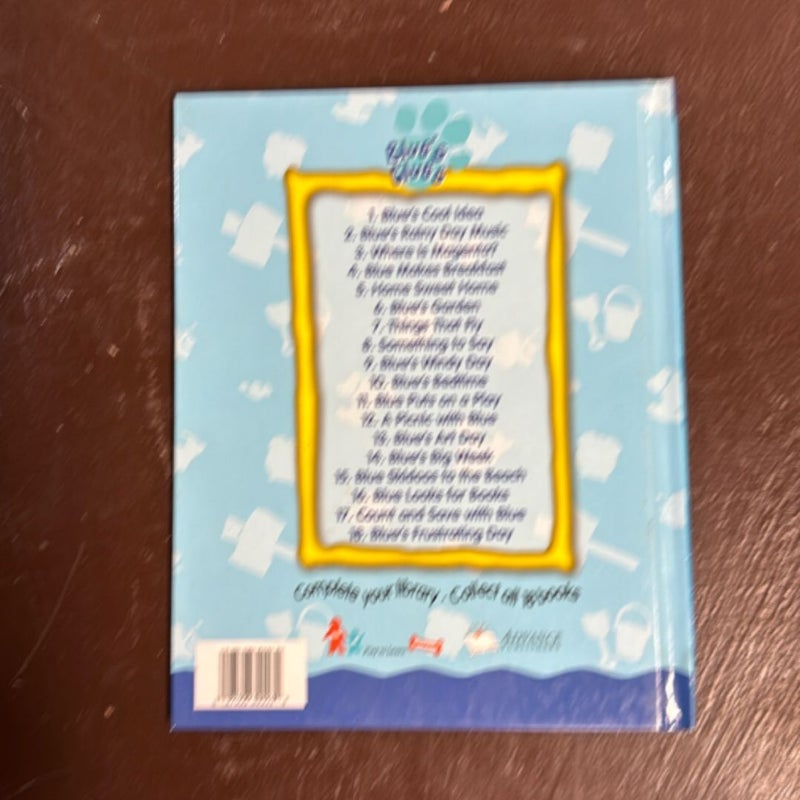 Blue's
Clues
1. Blue's Cool Idea
2. Blue's Rainy Day Music
3. Where is Magenta?
4. Blue Makes Breakfast
5. Home Sweet Home
6. Blue's Garden
7. Things That Fly
8. Something to Say
9. Blue's Windy Day
10. Blue's Bedtime
11. Blue Puts on a Play
12. A Picnic with Blue
13. Blue's Art Day
14. Blue's Big Week
15. Blue Skidoos to the Beach
16. Blue Looks for Books
17. Count and Save with Blue
18. Blue's Frustrating Day
Complete your library. Collect all 18 books
ADVANCE